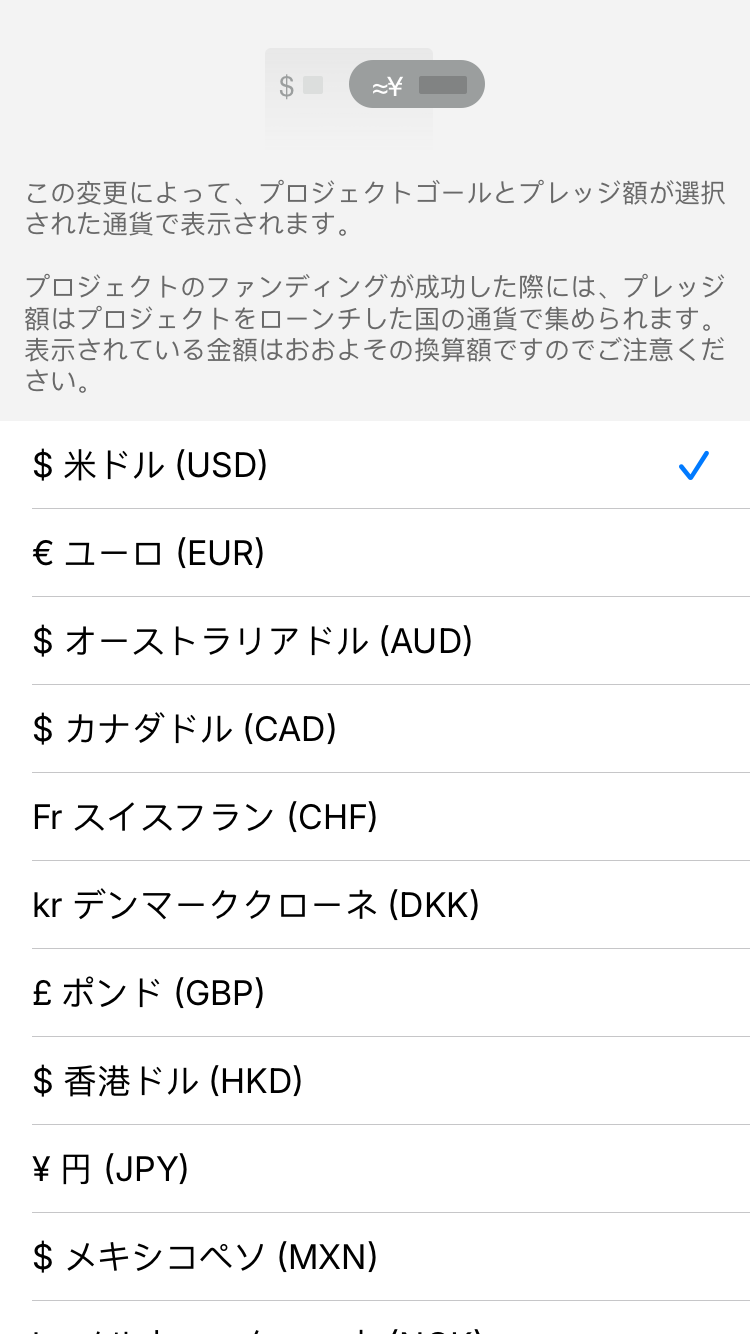 $ ≈¥
この変更によって、プロジェクトゴールとプレッジ額が選択
された通貨で表示されます。
プロジェクトのファンディングが成功した際には、プレッジ
額はプロジェクトをローンチした国の通貨で集められます。
表示されている金額はおおよその換算額ですのでご注意くだ
さい。
$ 米ドル (USD)
€ ユーロ (EUR)
$ オーストラリアドル (AUD)
$ カナダドル (CAD)
Fr スイスフラン (CHF)
kr デンマーククローネ (DKK)
£ ポンド (GBP)
$ 香港ドル (HKD)
¥ 円 (JPY)
$ メキシコペソ (MXN)